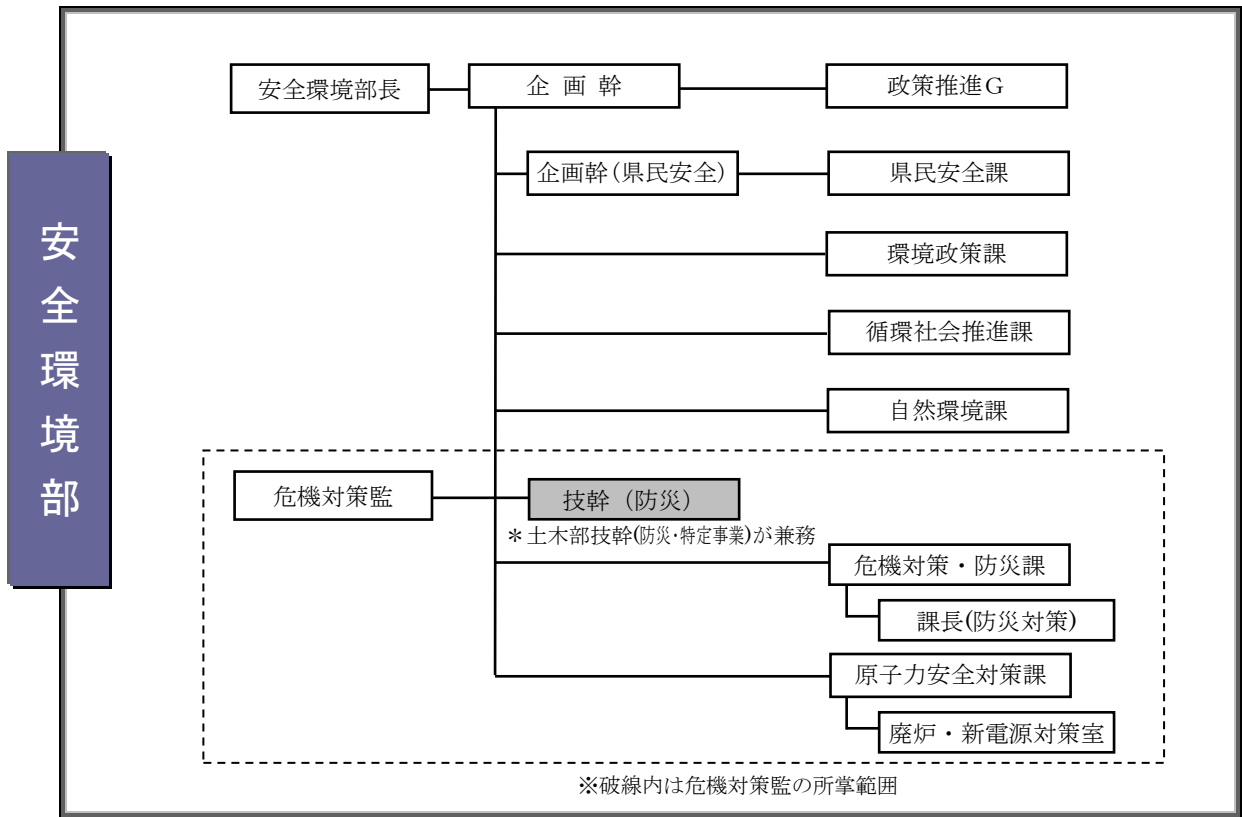 安全環境部
安全環境部長
企 画 幹
政策推進G
企画幹(県民安全)
県民安全課
環境政策課
循環社会推進課
自然環境課
危機対策監
技幹 (防災)
＊土木部技幹(防災･特定事業)が兼務
危機対策・防災課
課長(防災対策)
原子力安全対策課
廃炉・新電源対策室
※破線内は危機対策監の所掌範囲